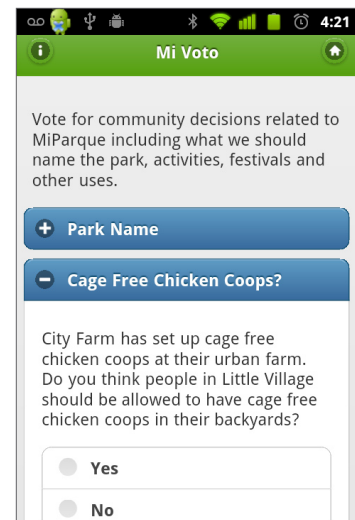 4:21
Mi Voto
Vote for community decisions related to
MiParque including what we should
name the park, activities, festivals and
other uses.
Park Name
Cage Free Chicken Coops?
City Farm has set up cage free
chicken coops at their urban farm.
Do you think people in Little Village
should be allowed to have cage free
chicken coops in their backyards?
Yes
No